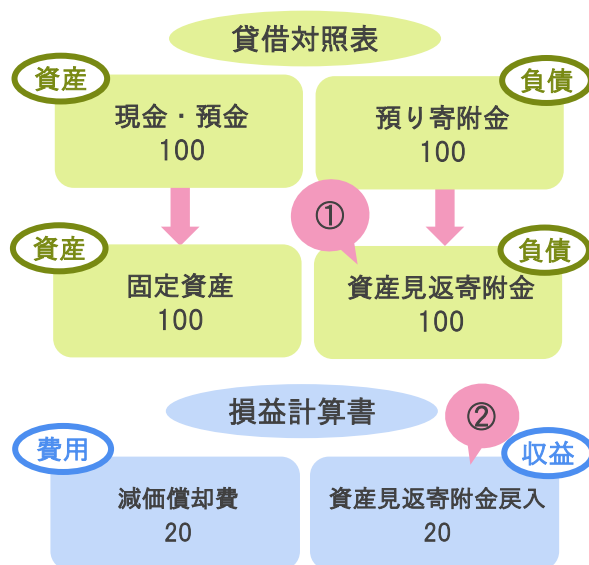 貸借対照表
資産
負債
現金・預金
100
預り寄附金
100
①
資産
負債
固定資産
100
資産見返寄附金
100
損益計算書
②
費用
収益
減価償却費
20
資産見返寄附金戻入
20